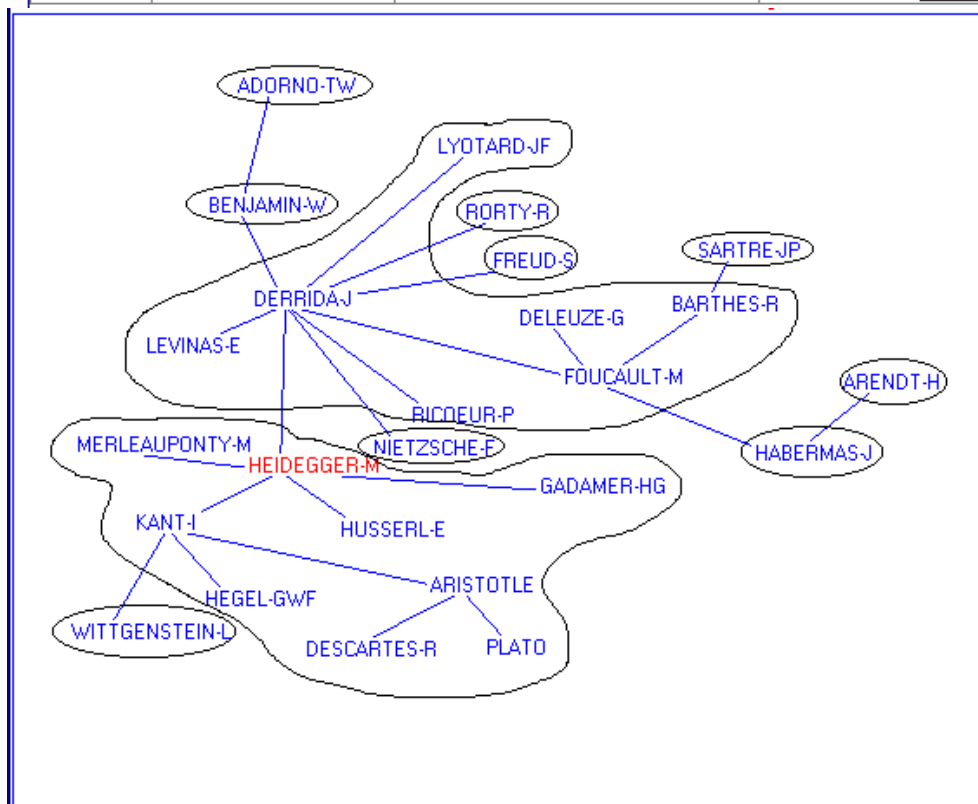 ADORNO-TW
LYOTARD-JF
BENJAMIN-W
RORTY-R
SARTRE-JP
FREUD-S
DERRIDA-J
BARTHES-R
DELEUZE-G
LEVINAS-E
FOUCAULT-M
ARENDT-H
RICOEUR-P
MERLEAUPONTY-M
NIETZSCHE-F
HABERMAS-J
HEIDEGGER-M
GADAMER-HG
KANT-I
HUSSERL-E
ARISTOTLE
HEGEL-GWF
WITTGENSTEIN-L
DESCARTES-R
PLATO